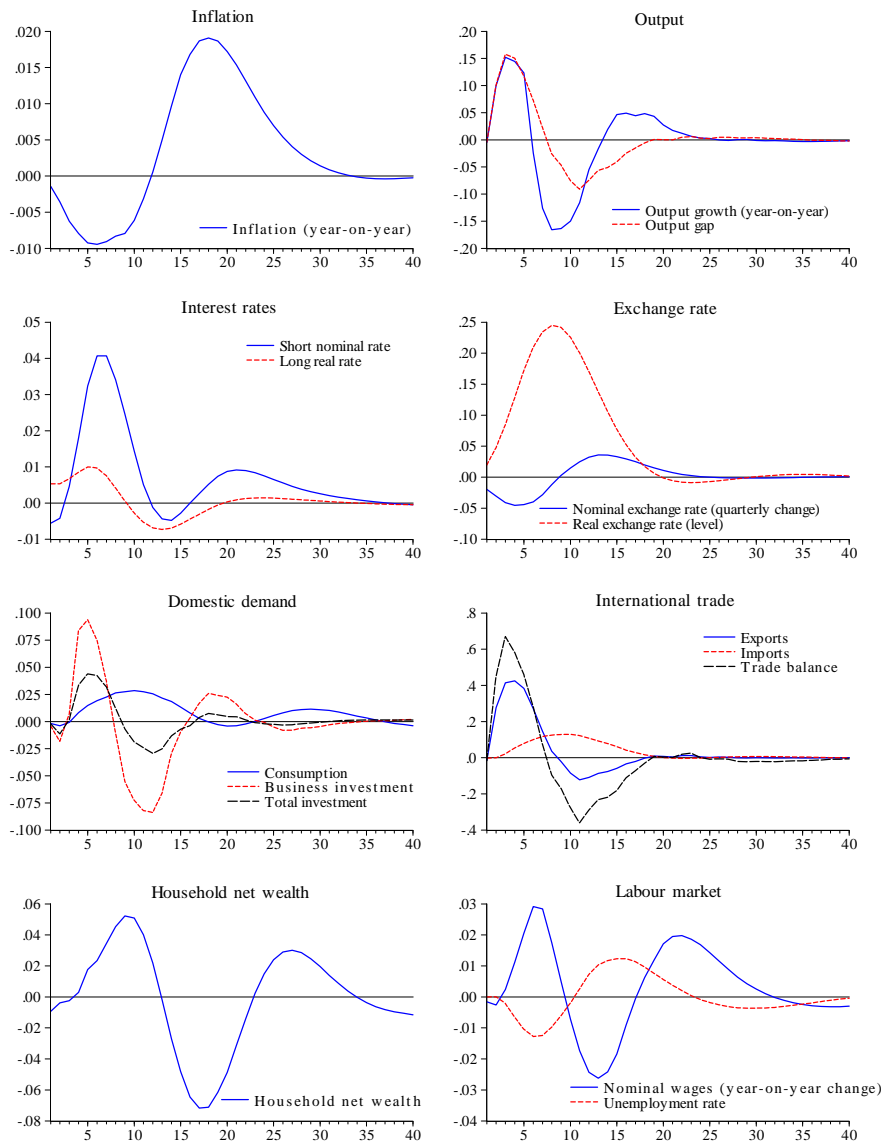 Inflation
.020
.015
.010
.005
.000
-.005
-.010
Inflation (year-on-year)
5 10 15 20 25 30 35 40
Output
.20
.15
.10
.05
.00
-.05
-.10
-.15
-.20
Output growth (year-on-year)
Output gap
5 10 15 20 25 30 35 40
Interest rates
.05
.04
.03
.02
.01
.00
-.01
Short nominal rate
Long real rate
5 10 15 20 25 30 35 40
Exchange rate
.25
.20
.15
.10
.05
.00
-.05
-.10
Nominal exchange rate (quarterly change)
Real exchange rate (level)
5 10 15 20 25 30 35 40
Domestic demand
.100
.075
.050
.025
.000
-.025
-.050
-.075
-.100
Consumption
Business investment
Total investment
5 10 15 20 25 30 35 40
International trade
.8
.6
.4
.2
.0
-.2
-.4
Exports
Imports
Trade balance
5 10 15 20 25 30 35 40
Household net wealth
.06
.04
.02
.00
-.02
-.04
-.06
-.08
Household net wealth
5 10 15 20 25 30 35 40
Labour market
.03
.02
.01
.00
-.01
-.02
-.03
-.04
Nominal wages (year-on-year change)
Unemployment rate
5 10 15 20 25 30 35 40